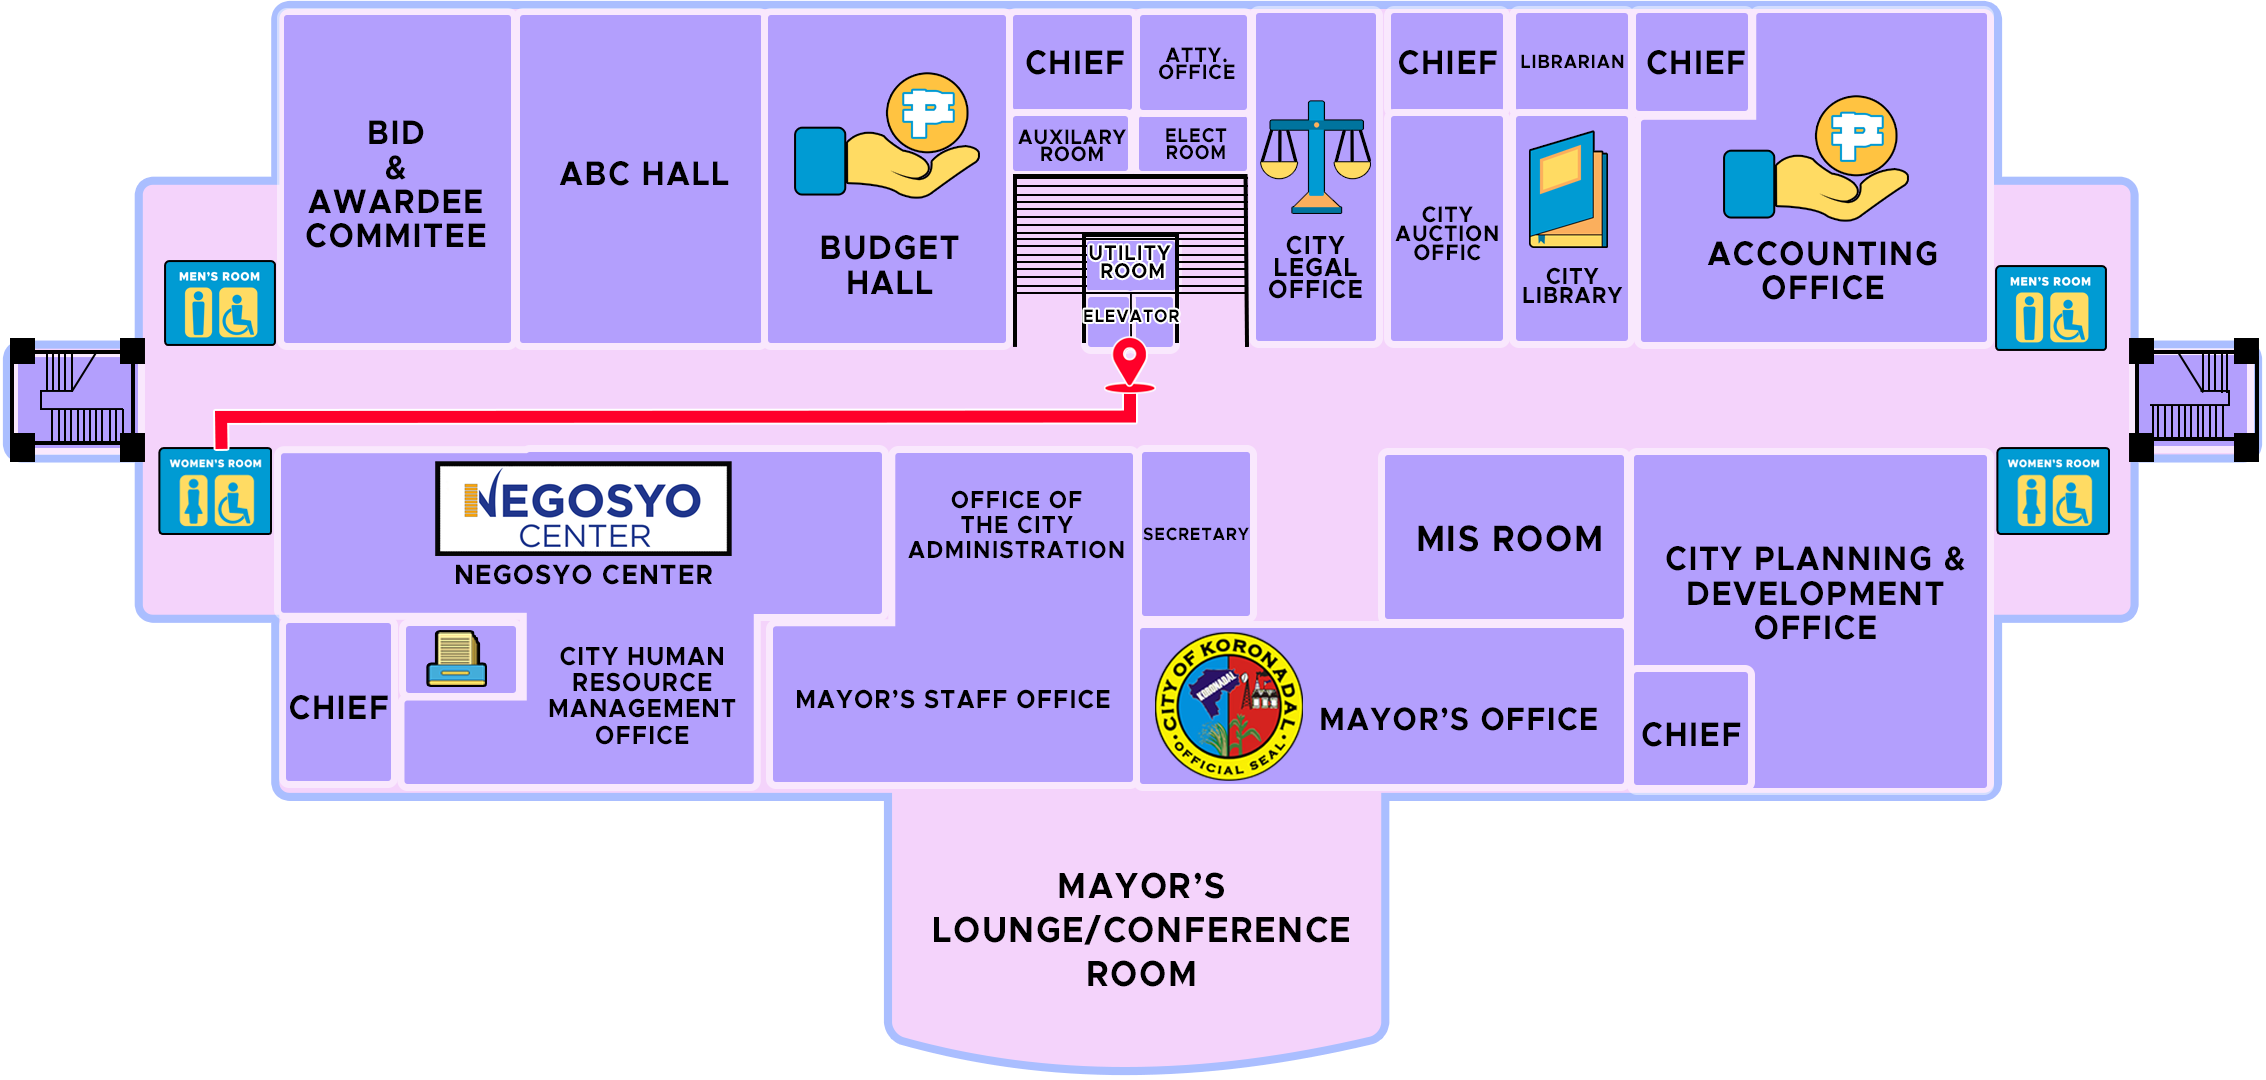 BID
&
AWARDEE
COMMITEE
ABC HALL
BUDGET
HALL
CHIEF
ATTY.
OFFICE
AUXILARY
ROOM
ELECT
ROOM
UTILITY
ROOM
ELEVATOR
CITY
LEGAL
OFFICE
CHIEF
CITY
AUCTION
OFFIC
LIBRARIAN
CITY
LIBRARY
CHIEF
ACCOUNTING
OFFICE
MEN'S ROOM
MEN'S ROOM
WOMEN'S ROOM
WOMEN'S ROOM
NEGOSYO
CENTER
NEGOSYO CENTER
OFFICE OF
THE CITY
ADMINISTRATION
SECRETARY
MIS ROOM
CITY PLANNING &
DEVELOPMENT
OFFICE
CHIEF
CITY HUMAN
RESOURCE
MANAGEMENT
OFFICE
MAYOR'S STAFF OFFICE
CITY OF KORONADAL
KORONADAL
OFFICIAL SEAL
MAYOR'S OFFICE
CHIEF
MAYOR'S
LOUNGE/CONFERENCE
ROOM